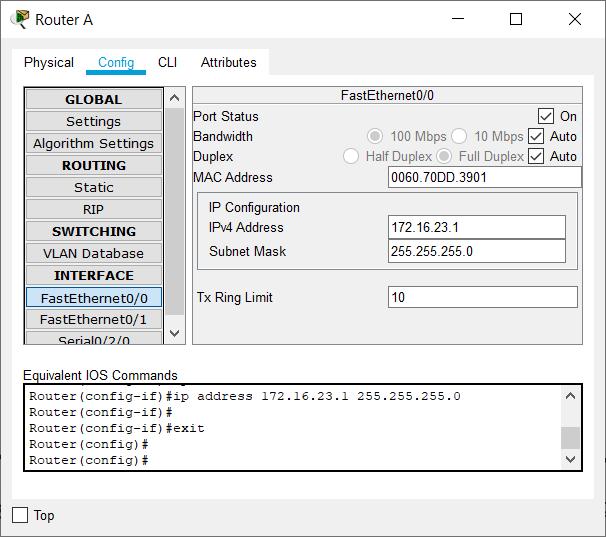 Router A
Physical Config CLI Attributes
GLOBAL
Settings
Algorithm Settings
ROUTING
Static
RIP
SWITCHING
VLAN Database
INTERFACE
FastEthernet0/0
FastEthernet0/1
Serial0/2/0
FastEthernet0/0
Port Status On
Bandwidth 100 Mbps 10 Mbps Auto
Duplex Half Duplex Full Duplex Auto
MAC Address 0060.70DD.3901
IP Configuration
IPv4 Address 172.16.23.1
Subnet Mask 255.255.255.0
Tx Ring Limit 10
Equivalent IOS Commands
Router(config-if)#ip address 172.16.23.1 255.255.255.0
Router(config-if)#
Router(config-if)#exit
Router(config)#
Router(config)#
Top